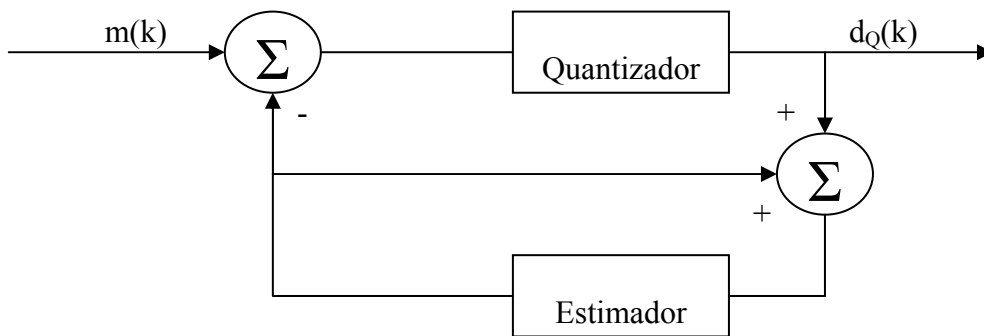 m(k)
d_Q(k)
Σ
Quantizador
-
+
Σ
+
Estimador